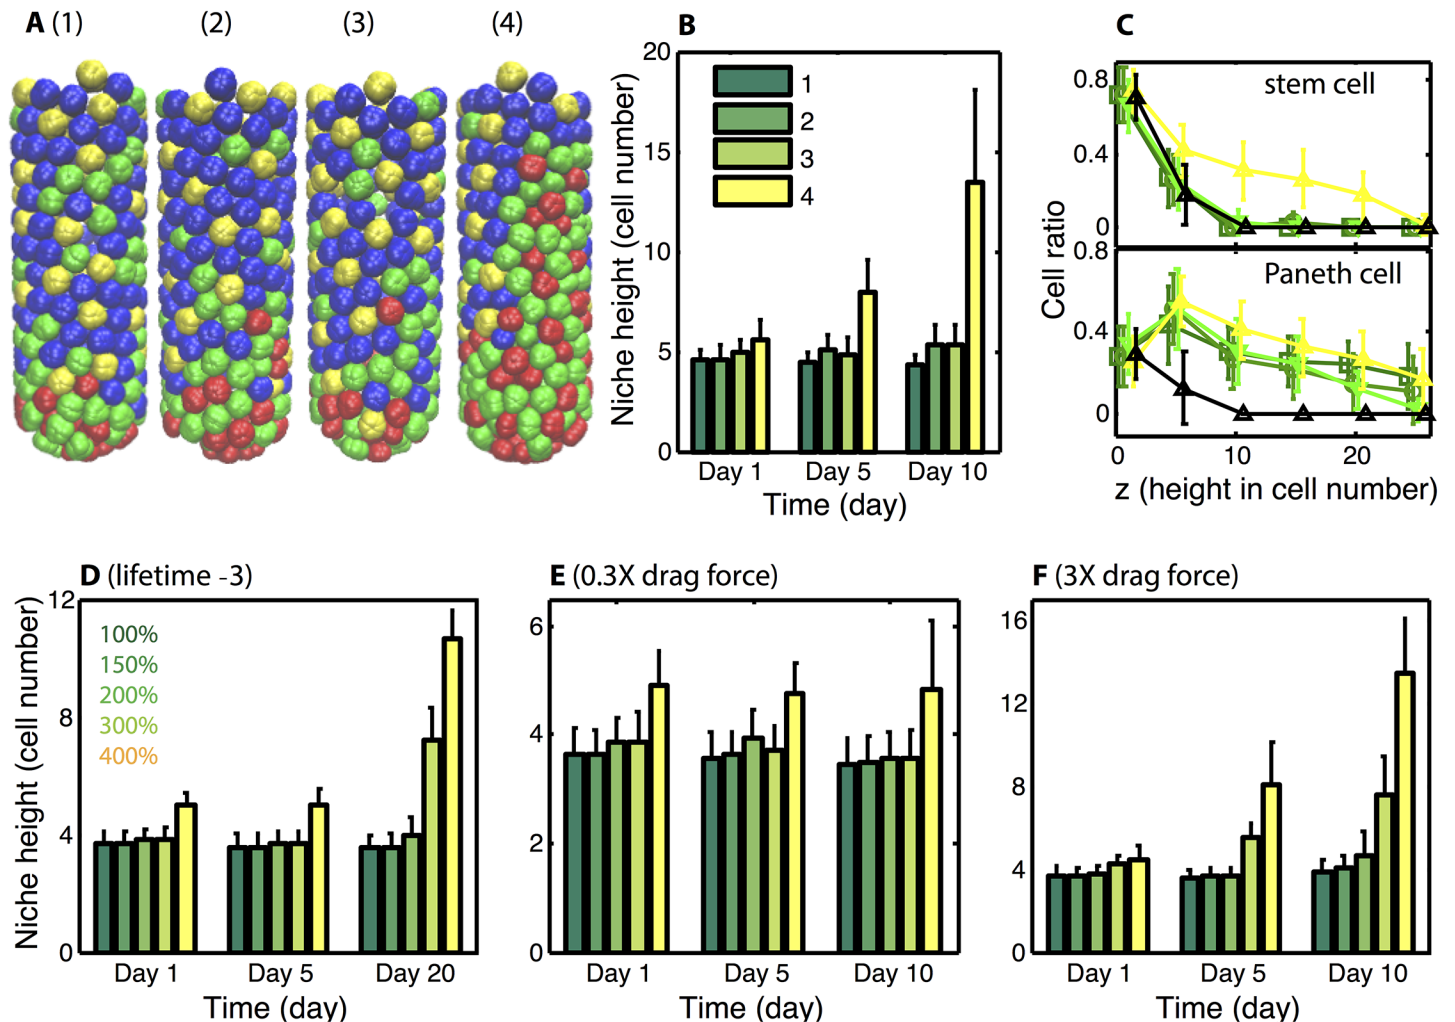 A (1) (2) (3) (4)
B
Niche height (cell number)
20
15
10
5
0
1
2
3
4
Day 1 Day 5 Day 10
Time (day)
C
Cell ratio
0.8
0.4
0
stem cell
0.8
0.4
0
Paneth cell
0 10 20
z (height in cell number)
D (lifetime -3)
Niche height (cell number)
12
8
4
0
100%
150%
200%
300%
400%
Day 1 Day 5 Day 20
Time (day)
E (0.3X drag force)
6
4
2
0
Day 1 Day 5 Day 10
Time (day)
F (3X drag force)
16
12
8
4
0
Day 1 Day 5 Day 10
Time (day)